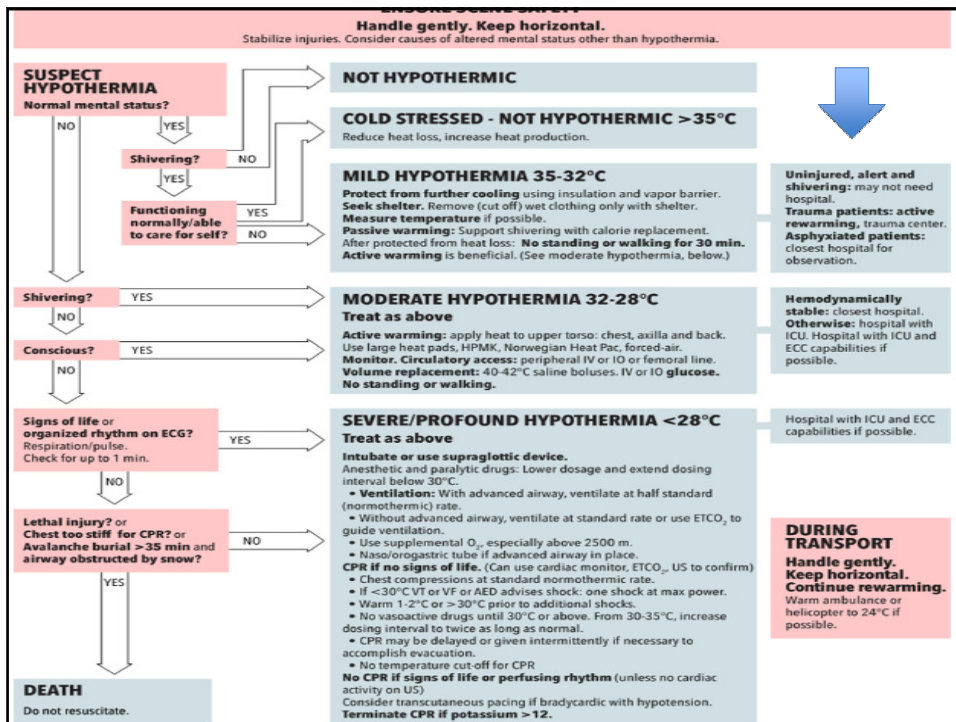 ENSURE SCENE SAFETY
Handle gently. Keep horizontal.
Stabilize injuries. Consider causes of altered mental status other than hypothermia.
SUSPECT
HYPOTHERMIA
Normal mental status?
NO
YES
Shivering?
NO
YES
Functioning
normally/able
to care for self?
YES
NO
NOT HYPOTHERMIC
COLD STRESSED - NOT HYPOTHERMIC >35°C
Reduce heat loss, increase heat production.
MILD HYPOTHERMIA 35-32°C
Protect from further cooling using insulation and vapor barrier.
Seek shelter. Remove (cut off) wet clothing only with shelter.
Measure temperature if possible.
Passive warming: Support shivering with calorie replacement.
After protected from heat loss: No standing or walking for 30 min.
Active warming is beneficial. (See moderate hypothermia, below.)
Uninjured, alert and
shivering: may not need
hospital.
Trauma patients: active
rewarming, trauma center.
Asphyxiated patients:
closest hospital for
observation.
Shivering?
YES
NO
Conscious?
YES
NO
MODERATE HYPOTHERMIA 32-28°C
Treat as above
Active warming: apply heat to upper torso: chest, axilla and back.
Use large heat pads, HPMK, Norwegian Heat Pac, forced-air.
Monitor. Circulatory access: peripheral IV or IO or femoral line.
Volume replacement: 40-42°C saline boluses. IV or IO glucose.
No standing or walking.
Hemodynamically
stable: closest hospital.
Otherwise: hospital with
ICU. Hospital with ICU and
ECC capabilities if
possible.
Signs of life or
organized rhythm on ECG?
Respiration/pulse.
Check for up to 1 min.
YES
NO
Lethal injury? or
Chest too stiff for CPR? or
Avalanche burial >35 min and
airway obstructed by snow?
NO
YES
DEATH
Do not resuscitate.
SEVERE/PROFOUND HYPOTHERMIA <28°C
Treat as above
Intubate or use supraglottic device.
Anesthetic and paralytic drugs: Lower dosage and extend dosing
interval below 30°C.
• Ventilation: With advanced airway, ventilate at half standard
(normothermic) rate.
• Without advanced airway, ventilate at standard rate or use ETCO₂ to
guide ventilation.
• Use supplemental O₂, especially above 2500 m.
• Naso/orogastric tube if advanced airway in place.
CPR if no signs of life. (Can use cardiac monitor, ETCO₂, US to confirm)
• Chest compressions at standard normothermic rate.
• If <30°C VT or VF or AED advises shock: one shock at max power.
• Warm 1-2°C or >30°C prior to additional shocks.
• No vasoactive drugs until 30°C or above. From 30-35°C, increase
dosing interval to twice as long as normal.
• CPR may be delayed or given intermittently if necessary to
accomplish evacuation.
• No temperature cut-off for CPR
No CPR if signs of life or perfusing rhythm (unless no cardiac
activity on US)
Consider transcutaneous pacing if bradycardic with hypotension.
Terminate CPR if potassium >12.
Hospital with ICU and ECC
capabilities if possible.
DURING
TRANSPORT
Handle gently.
Keep horizontal.
Continue rewarming.
Warm ambulance or
helicopter to 24°C if
possible.